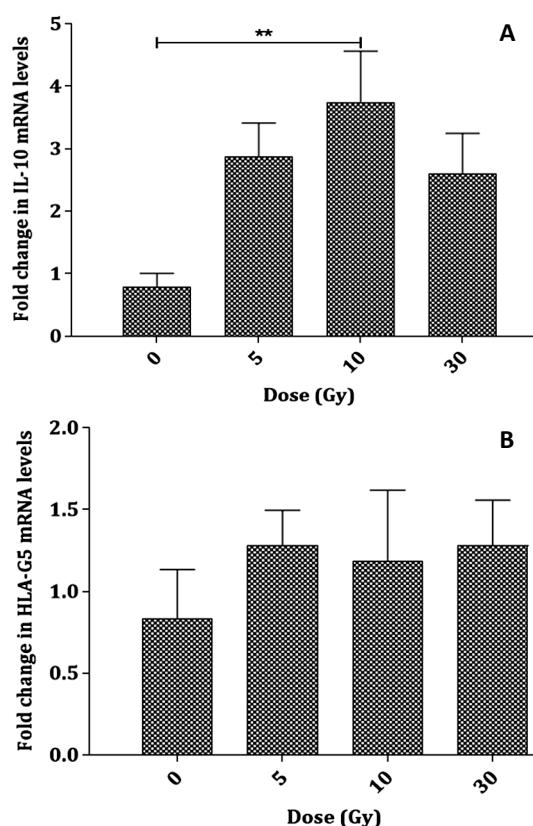 A
**
Fold change in IL-10 mRNA levels
5
4
3
2
1
0
0 5 10 30
Dose (Gy)
B
Fold change in HLA-G5 mRNA levels
2.0
1.5
1.0
0.5
0.0
0 5 10 30
Dose (Gy)